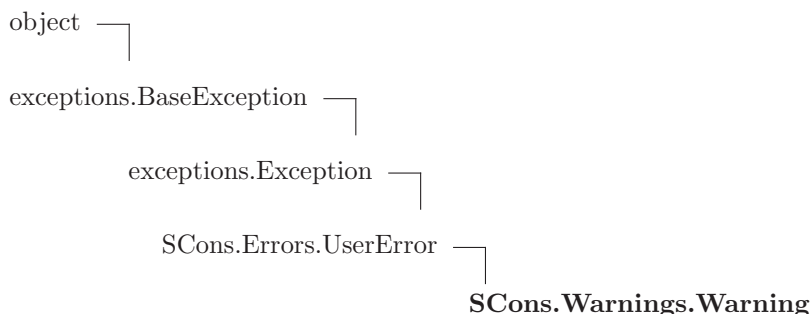 object
exceptions.BaseException
exceptions.Exception
SCons.Errors.UserError
SCons.Warnings.Warning